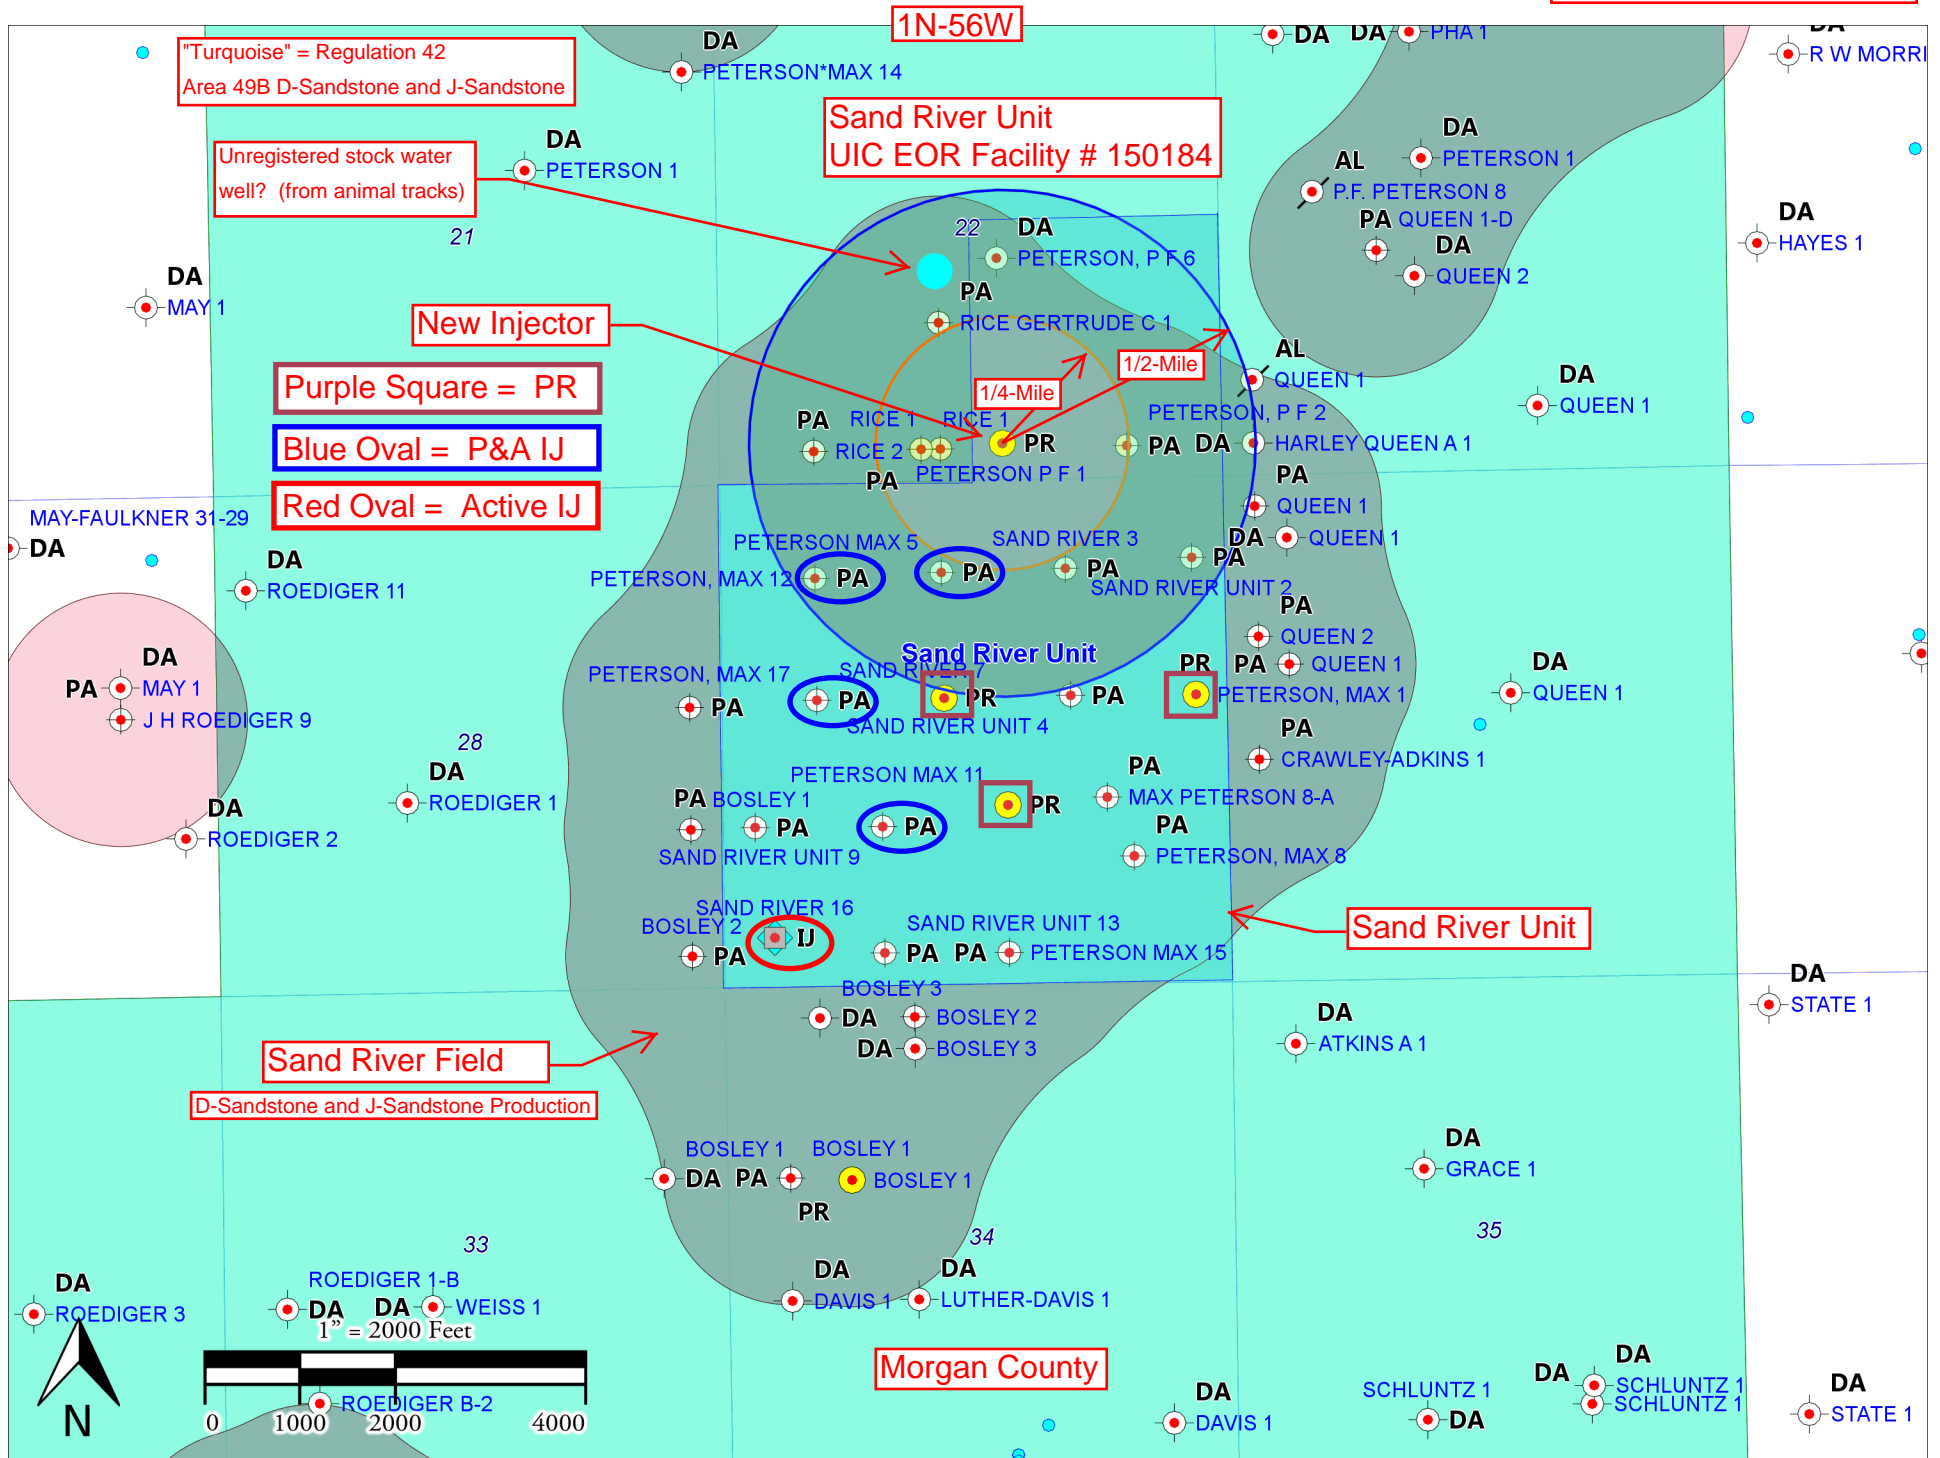 1N-56W
"Turquoise" = Regulation 42
Area 49B D-Sandstone and J-Sandstone
DA
PETERSON*MAX 14
DA
DA
PHA 1
DA
R W MORRI
Sand River Unit
UIC EOR Facility # 150184
Unregistered stock water
well? (from animal tracks)
DA
PETERSON 1
DA
PETERSON 1
AL
P.F. PETERSON 8
PA
QUEEN 1-D
DA
QUEEN 2
DA
HAYES 1
21
22
DA
PETERSON, P F 6
DA
MAY 1
PA
RICE GERTRUDE C 1
New Injector
1/2-Mile
1/4-Mile
AL
QUEEN 1
DA
QUEEN 1
Purple Square = PR
Blue Oval = P&A IJ
Red Oval = Active IJ
PA
RICE 2
RICE 1
RICE 1
PA
PR
PETERSON P F 1
PETERSON, P F 2
PA
DA
HARLEY QUEEN A 1
PA
QUEEN 1
DA
QUEEN 1
MAY-FAULKNER 31-29
DA
DA
ROEDIGER 11
PETERSON MAX 5
SAND RIVER 3
PETERSON, MAX 12
PA
PA
PA
PA
SAND RIVER UNIT 2
PA
QUEEN 2
PA
QUEEN 1
Sand River Unit
DA
PA
MAY 1
J H ROEDIGER 9
PETERSON, MAX 17
PA
SAND RIVER 7
PA
PR
SAND RIVER UNIT 4
PA
PR
PETERSON, MAX 1
DA
QUEEN 1
28
PA
CRAWLEY-ADKINS 1
DA
ROEDIGER 1
DA
ROEDIGER 2
PETERSON MAX 11
PR
PA
MAX PETERSON 8-A
PA
BOSLEY 1
PA
PA
SAND RIVER UNIT 9
PA
PETERSON, MAX 8
SAND RIVER 16
IJ
BOSLEY 2
PA
SAND RIVER UNIT 13
PA
PA
PETERSON MAX 15
Sand River Unit
DA
STATE 1
BOSLEY 3
DA
BOSLEY 2
DA
BOSLEY 3
DA
ATKINS A 1
Sand River Field
D-Sandstone and J-Sandstone Production
BOSLEY 1
DA
PA
BOSLEY 1
BOSLEY 1
PR
DA
GRACE 1
33
34
35
DA
ROEDIGER 3
ROEDIGER 1-B
DA
DA
WEISS 1
DA
DAVIS 1
DA
LUTHER-DAVIS 1
1” = 2000 Feet
ROEDIGER B-2
0
1000
2000
4000
N
Morgan County
DA
DAVIS 1
SCHLUNTZ 1
DA
DA
DA
SCHLUNTZ 1
SCHLUNTZ 1
DA
STATE 1